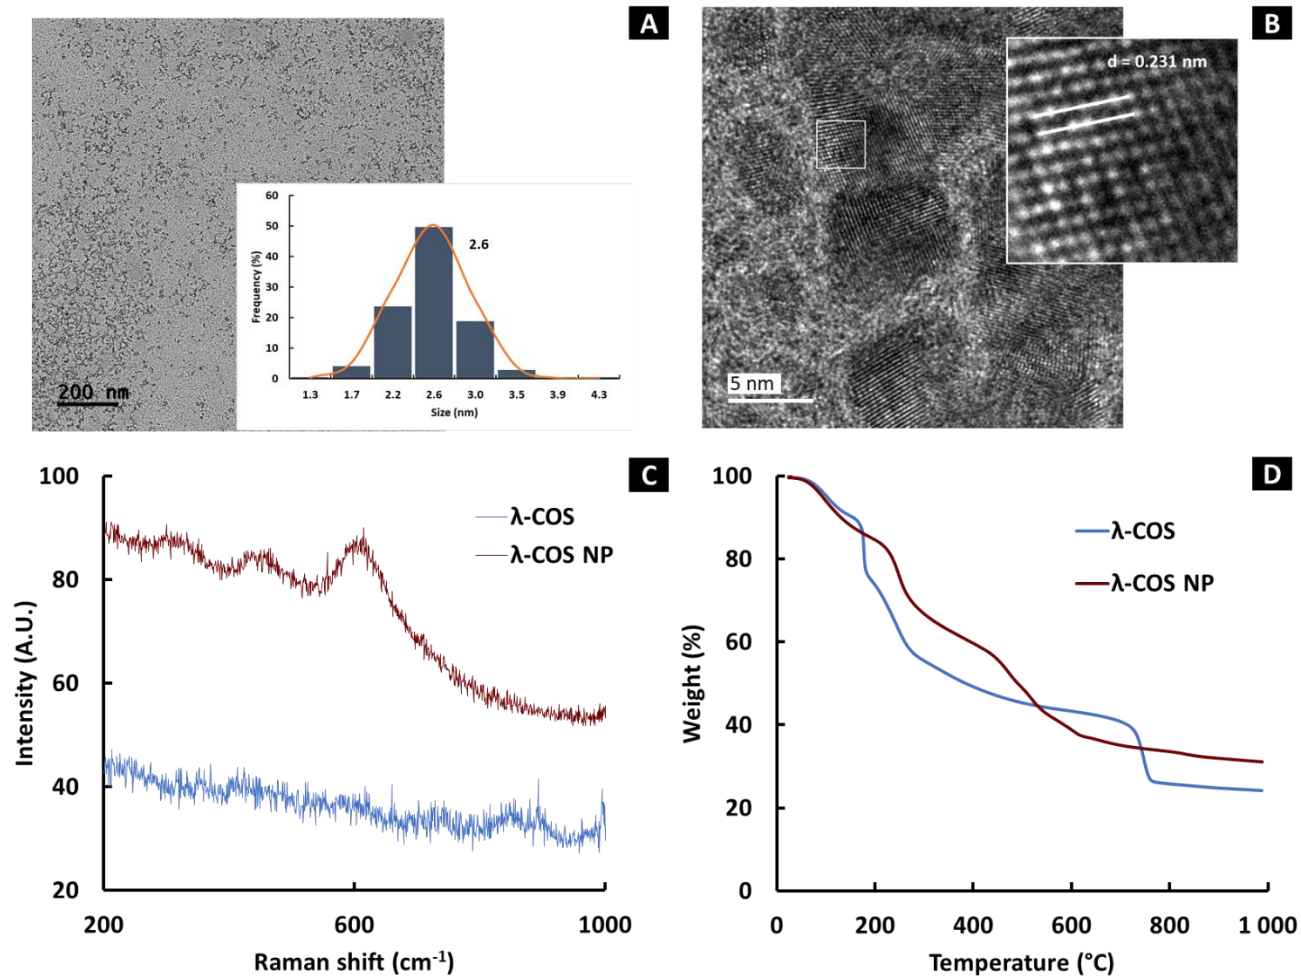 A
60
50
40
30
20
10
0
Frequency (%)
2.6
1.3 1.7 2.2 2.6 3.0 3.5 3.9 4.3
Size (nm)
200 nm
B
d = 0.231 nm
5 nm
C
100
80
60
40
20
Intensity (A.U.)
λ-COS
λ-COS NP
200 600 1000
Raman shift (cm-1)
D
100
80
60
40
20
0
Weight (%)
λ-COS
λ-COS NP
0 200 400 600 800 1 000
Temperature (°C)